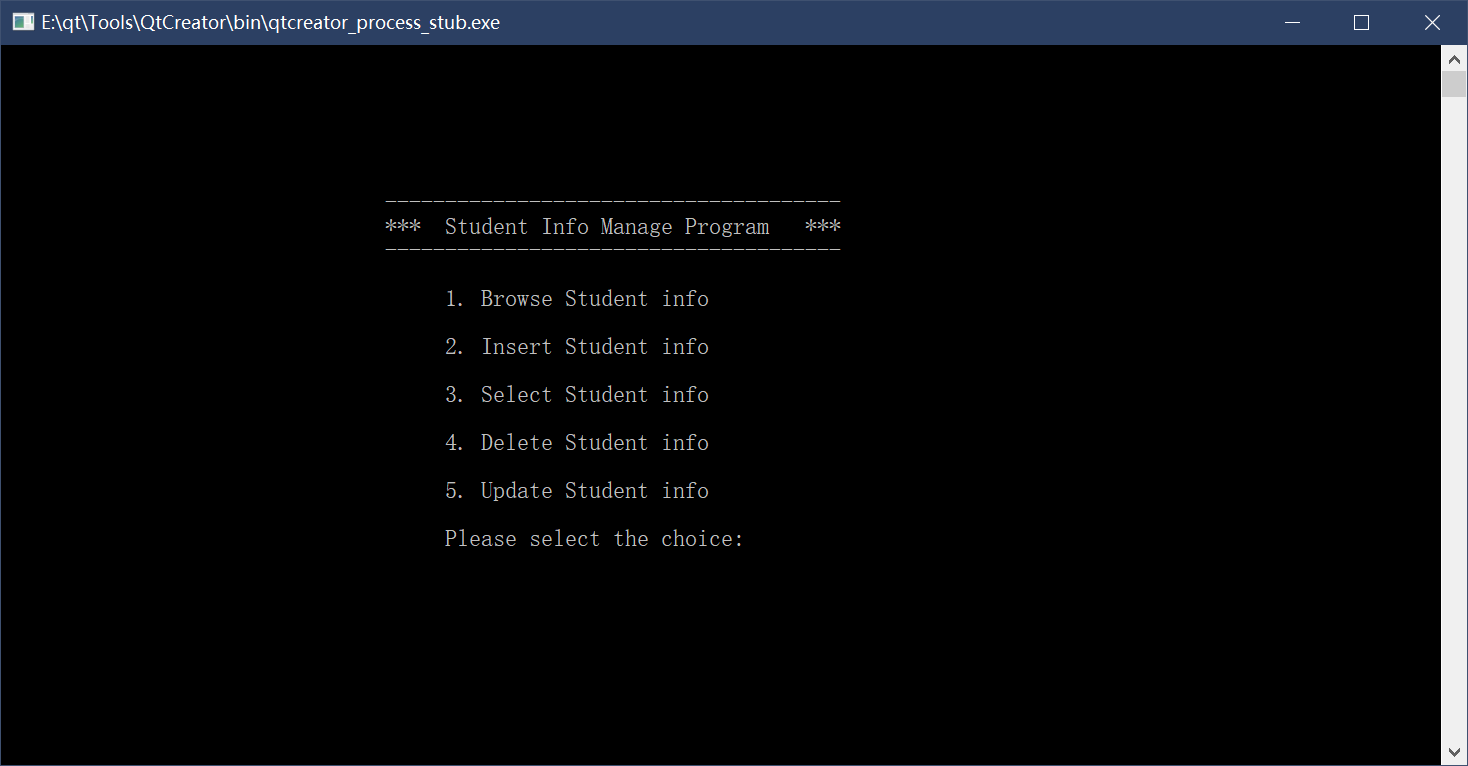 E:\qt\Tools\QtCreator\bin\qtcreator_process_stub.exe
--------------------------------------
***  Student Info Manage Program   ***
--------------------------------------
1. Browse Student info
2. Insert Student info
3. Select Student info
4. Delete Student info
5. Update Student info
Please select the choice: